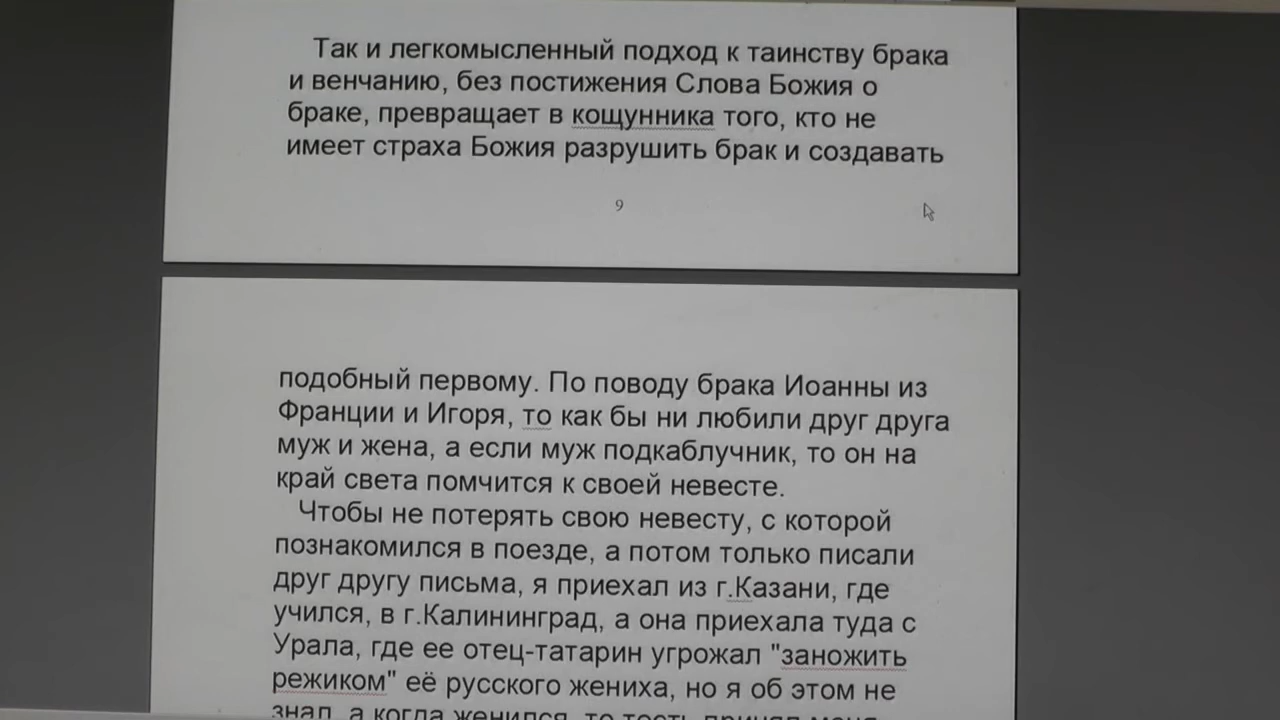 Так и легкомысленный подход к таинству брака
и венчанию, без постижения Слова Божия о
браке, превращает в кощунника того, кто не
имеет страха Божия разрушить брак и создавать
9
подобный первому. По поводу брака Иоанны из
Франции и Игоря, то как бы ни любили друг друга
муж и жена, а если муж подкаблучник, то он на
край света помчится к своей невесте.
Чтобы не потерять свою невесту, с которой
познакомился в поезде, а потом только писали
друг другу письма, я приехал из г.Казани, где
учился, в г.Калининград, а она приехала туда с
Урала, где ее отец-татарин угрожал "заножить
режиком" её русского жениха, но я об этом не
знал, а когда женился, то тесть принял меня